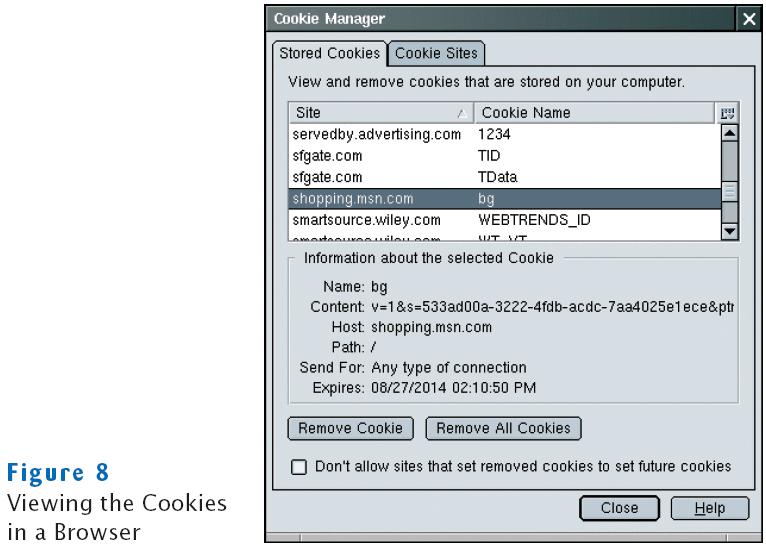 Cookie Manager
Stored Cookies
Cookie Sites
View and remove cookies that are stored on your computer.
Site Cookie Name
servedby.advertising.com 1234
sfgate.com TID
sfgate.com TData
shopping.msn.com bg
smartsource.wiley.com WEBTRENDS_ID
smartsource.wiley.com WT_VT
Information about the selected Cookie
Name: bg
Content: v=1&s=533ad00a-3222-4fdb-acdc-7aa4025e1ece&ptr
Host: shopping.msn.com
Path: /
Send For: Any type of connection
Expires: 08/27/2014 02:10:50 PM
Remove Cookie
Remove All Cookies
Don't allow sites that set removed cookies to set future cookies
Close
Help
Figure 8
Viewing the Cookies
in a Browser